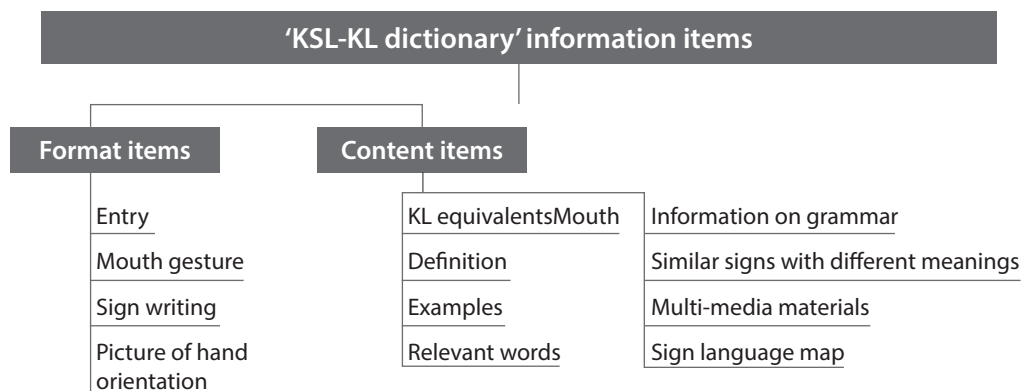 ‘KSL-KL dictionary’ information items
Format items
Content items
Entry
Mouth gesture
Sign writing
Picture of hand
orientation
KL equivalentsMouth
Definition
Examples
Relevant words
Information on grammar
Similar signs with different meanings
Multi-media materials
Sign language map